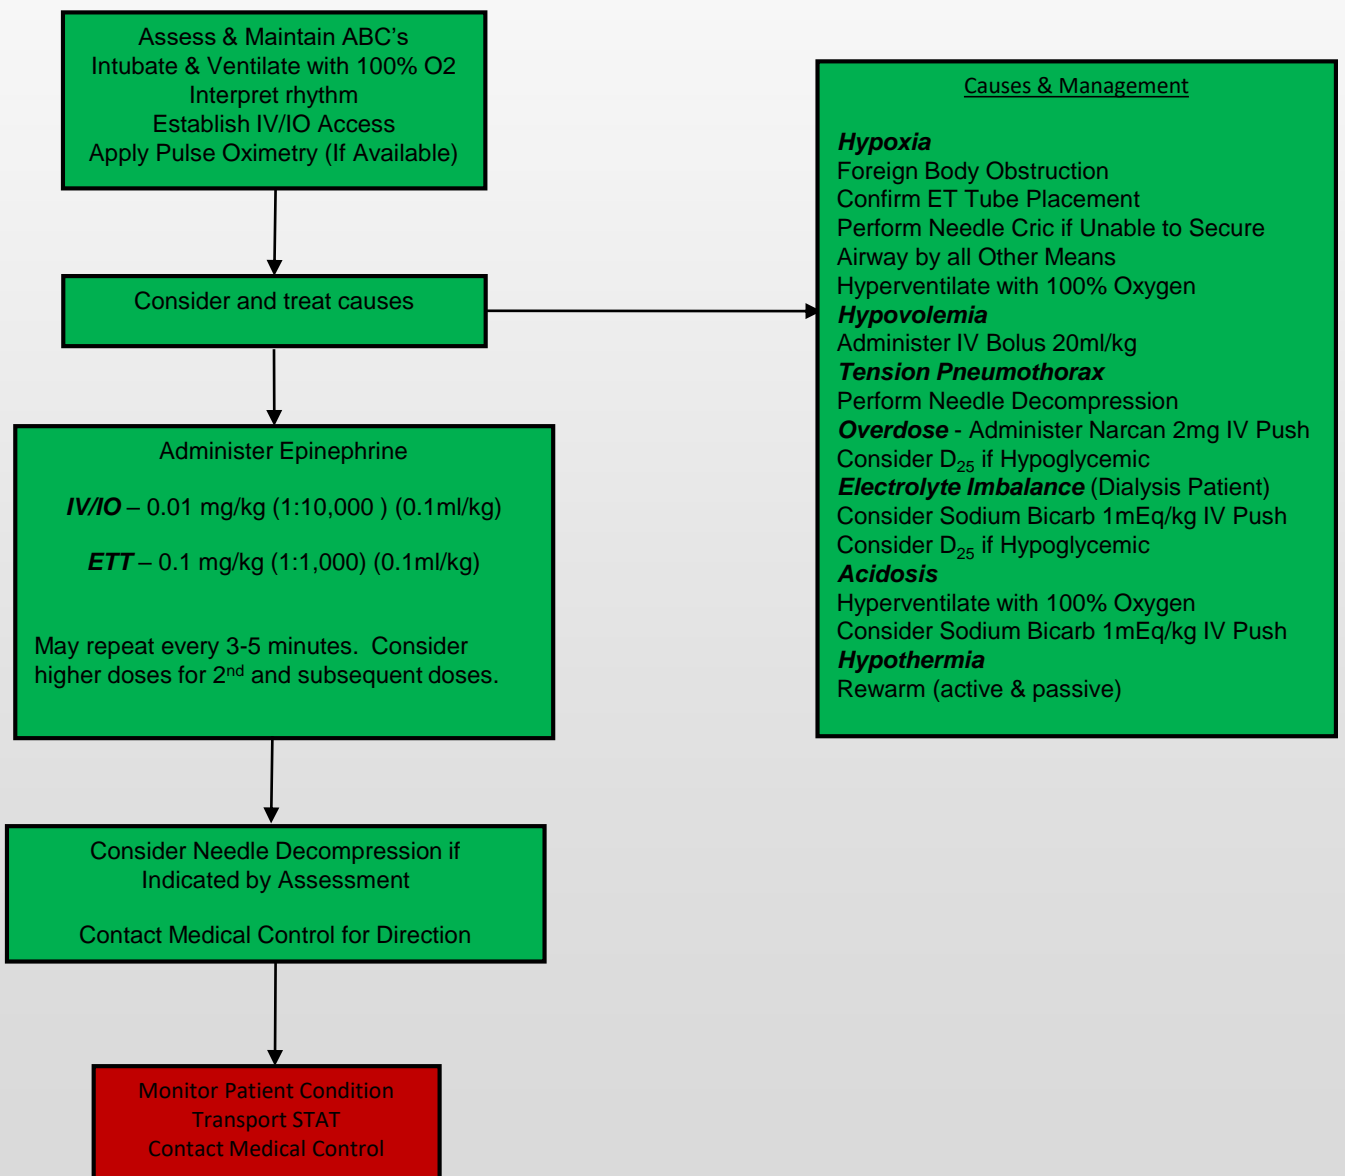 Assess & Maintain ABC’s
Intubate & Ventilate with 100% O2
Interpret rhythm
Establish IV/IO Access
Apply Pulse Oximetry (If Available)
Consider and treat causes
Administer Epinephrine
IV/IO – 0.01 mg/kg (1:10,000 ) (0.1ml/kg)
ETT – 0.1 mg/kg (1:1,000) (0.1ml/kg)
May repeat every 3-5 minutes.  Consider
higher doses for 2nd and subsequent doses.
Consider Needle Decompression if
Indicated by Assessment
Contact Medical Control for Direction
Monitor Patient Condition
Transport STAT
Contact Medical Control
Causes & Management
Hypoxia
Foreign Body Obstruction
Confirm ET Tube Placement
Perform Needle Cric if Unable to Secure
Airway by all Other Means
Hyperventilate with 100% Oxygen
Hypovolemia
Administer IV Bolus 20ml/kg
Tension Pneumothorax
Perform Needle Decompression
Overdose - Administer Narcan 2mg IV Push
Consider D25 if Hypoglycemic
Electrolyte Imbalance (Dialysis Patient)
Consider Sodium Bicarb 1mEq/kg IV Push
Consider D25 if Hypoglycemic
Acidosis
Hyperventilate with 100% Oxygen
Consider Sodium Bicarb 1mEq/kg IV Push
Hypothermia
Rewarm (active & passive)